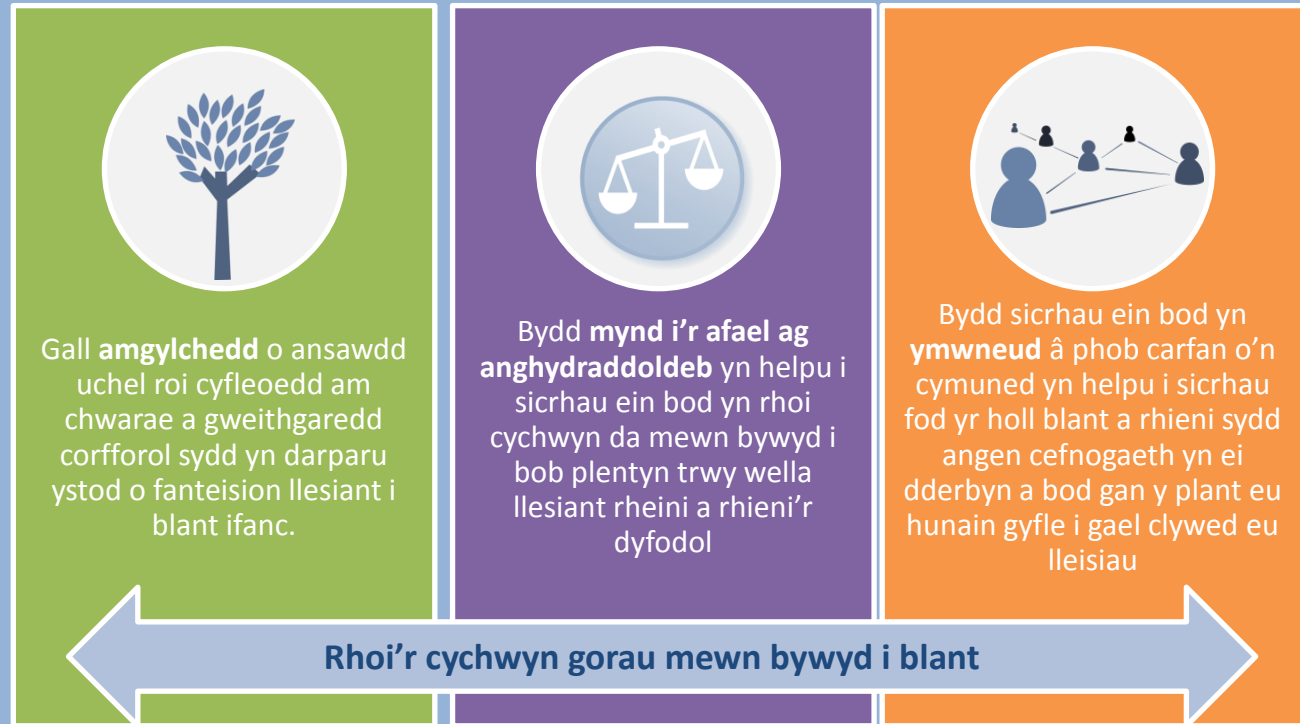 Gall amgylchedd o ansawdd
uchel roi cyfleoedd am
chwarae a gweithgaredd
corfforol sydd yn darparu
ystod o fanteision llesiant i
blant ifanc.
Bydd mynd i'r afael ag
anghydraddoldeb yn helpu i
sicrhau ein bod yn rhoi
cychwyn da mewn bywyd i
bob plentyn trwy wella
llesiant rheini a rhieni'r
dyfodol
Bydd sicrhau ein bod yn
ymwneud â phob carfan o'n
cymuned yn helpu i sicrhau
fod yr holl blant a rhieni sydd
angen cefnogaeth yn ei
dderbyn a bod gan y plant eu
hunain gyfle i gael clywed eu
lleisiau
Rhoi'r cychwyn gorau mewn bywyd i blant